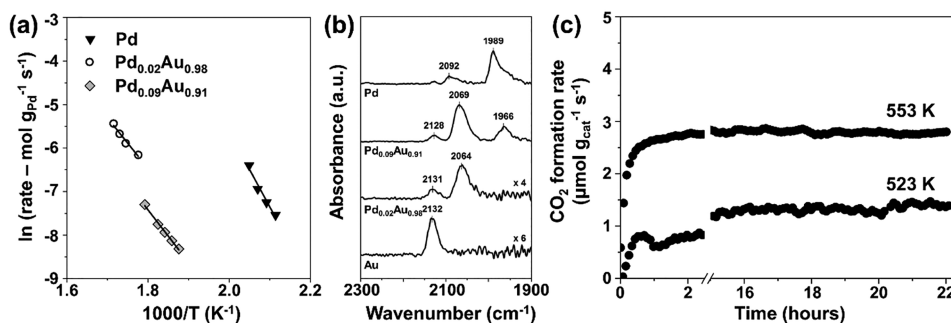 (a)
ln (rate – mol gPd⁻¹ s⁻¹)
-3
-4
-5
-6
-7
-8
-9
Pd
Pd0.02Au0.98
Pd0.09Au0.91
1.6
1.8
2.0
2.2
1000/T (K⁻¹)
(b)
Absorbance (a.u.)
1989
2092
Pd
2069
2128
1966
Pd0.09Au0.91
2064
2131
x 4
Pd0.02Au0.98
2132
x 6
Au
2300
2100
1900
Wavenumber (cm⁻¹)
(c)
CO2 formation rate
(μmol gcat⁻¹ s⁻¹)
5
4
3
2
1
0
553 K
523 K
0
2
16
18
20
22
Time (hours)